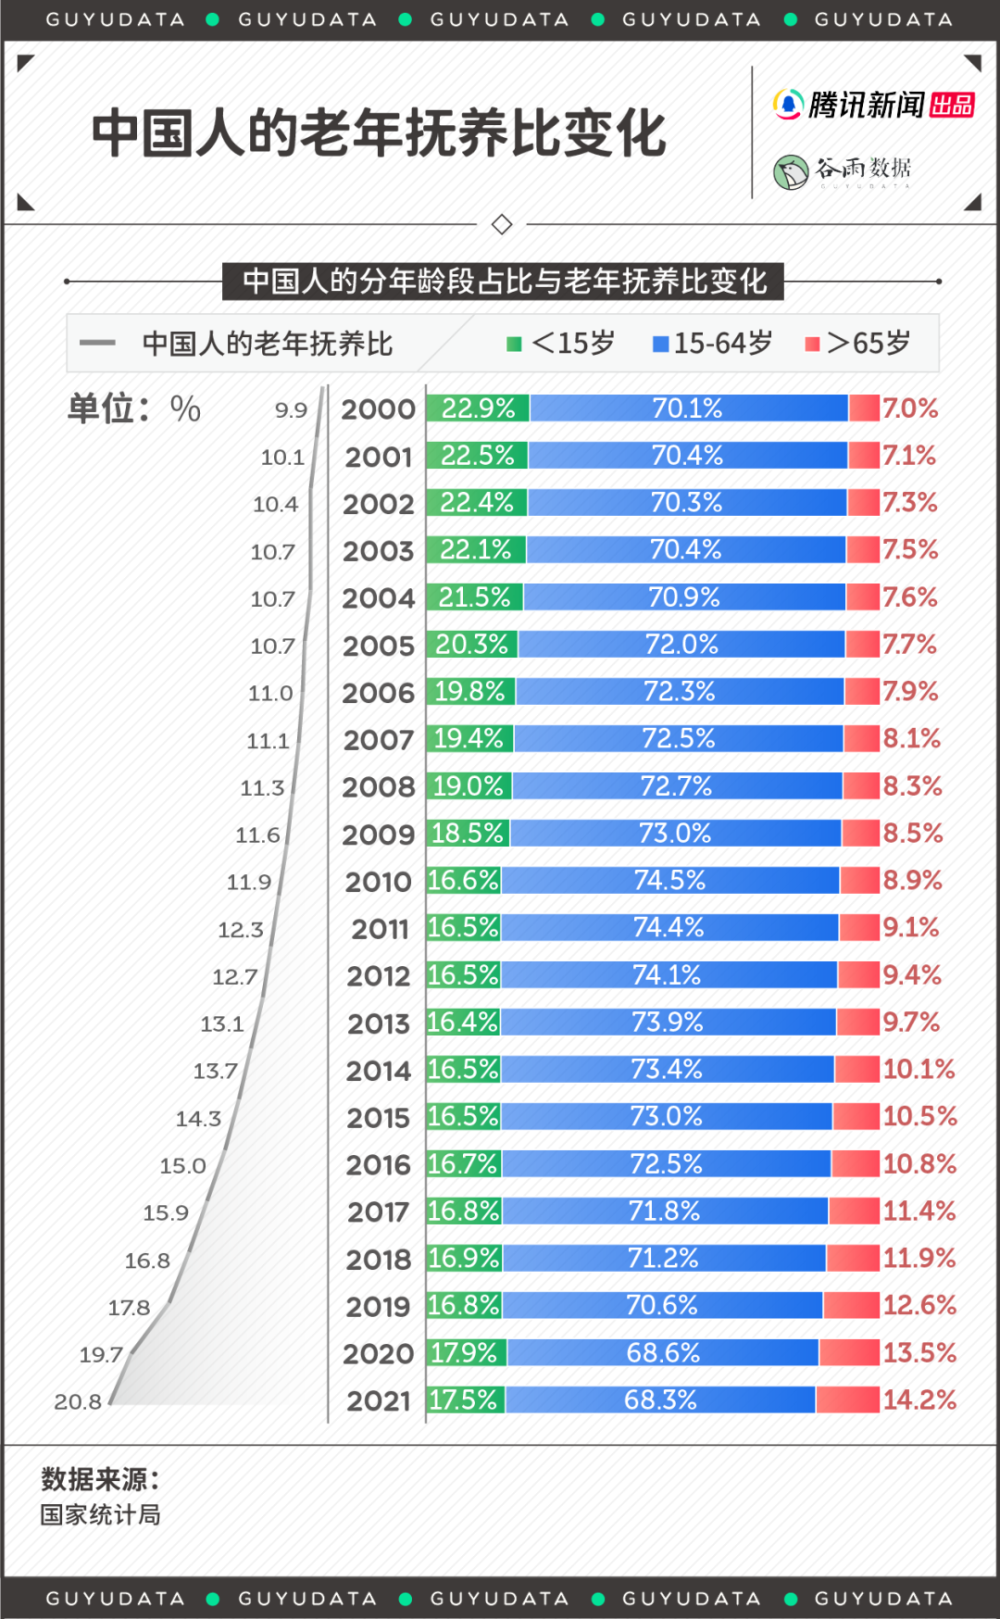 GUYUDATA GUYUDATA GUYUDATA GUYUDATA GUYUDATA
中国人的老年抚养比变化
腾讯新闻 出品
谷雨数据
GUYUDATA
中国人的分年龄段占比与老年抚养比变化
中国人的老年抚养比 <15岁 15-64岁 >65岁
单位：%
9.9 2000 22.9% 70.1% 7.0%
10.1 2001 22.5% 70.4% 7.1%
10.4 2002 22.4% 70.3% 7.3%
10.7 2003 22.1% 70.4% 7.5%
10.7 2004 21.5% 70.9% 7.6%
10.7 2005 20.3% 72.0% 7.7%
11.0 2006 19.8% 72.3% 7.9%
11.1 2007 19.4% 72.5% 8.1%
11.3 2008 19.0% 72.7% 8.3%
11.6 2009 18.5% 73.0% 8.5%
11.9 2010 16.6% 74.5% 8.9%
12.3 2011 16.5% 74.4% 9.1%
12.7 2012 16.5% 74.1% 9.4%
13.1 2013 16.4% 73.9% 9.7%
13.7 2014 16.5% 73.4% 10.1%
14.3 2015 16.5% 73.0% 10.5%
15.0 2016 16.7% 72.5% 10.8%
15.9 2017 16.8% 71.8% 11.4%
16.8 2018 16.9% 71.2% 11.9%
17.8 2019 16.8% 70.6% 12.6%
19.7 2020 17.9% 68.6% 13.5%
20.8 2021 17.5% 68.3% 14.2%
数据来源：
国家统计局
GUYUDATA GUYUDATA GUYUDATA GUYUDATA GUYUDATA